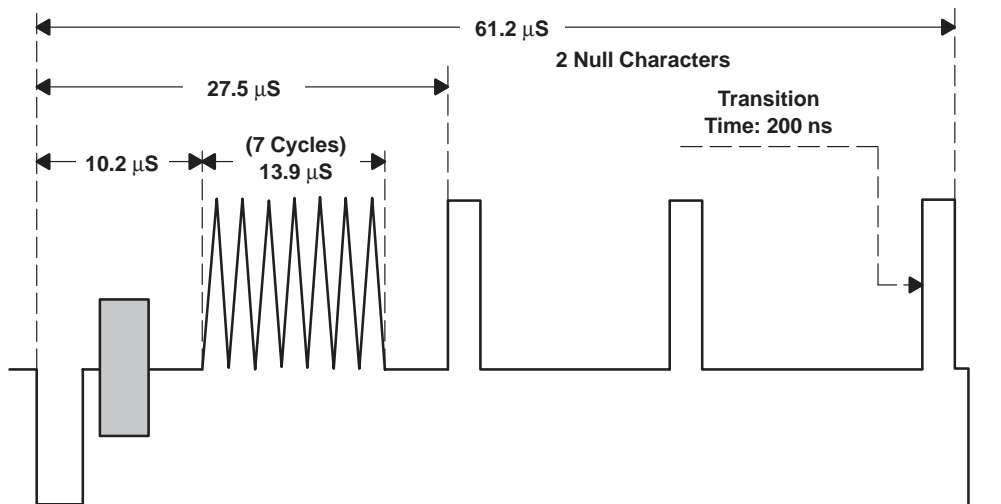 61.2 μS
2 Null Characters
27.5 μS
Transition
Time: 200 ns
(7 Cycles)
10.2 μS
13.9 μS